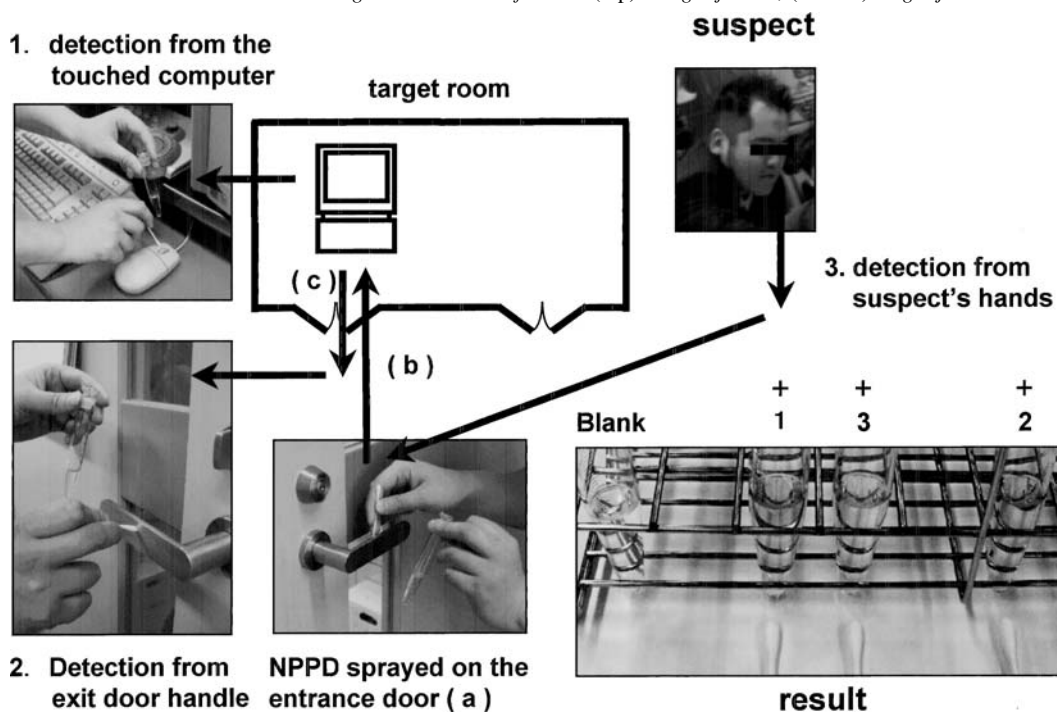 suspect
1. detection from the
touched computer
target room
( c )
( b )
3. detection from
suspect's hands
+ + +
Blank 1 3 2
2. Detection from
exit door handle
NPPD sprayed on the
entrance door ( a )
result